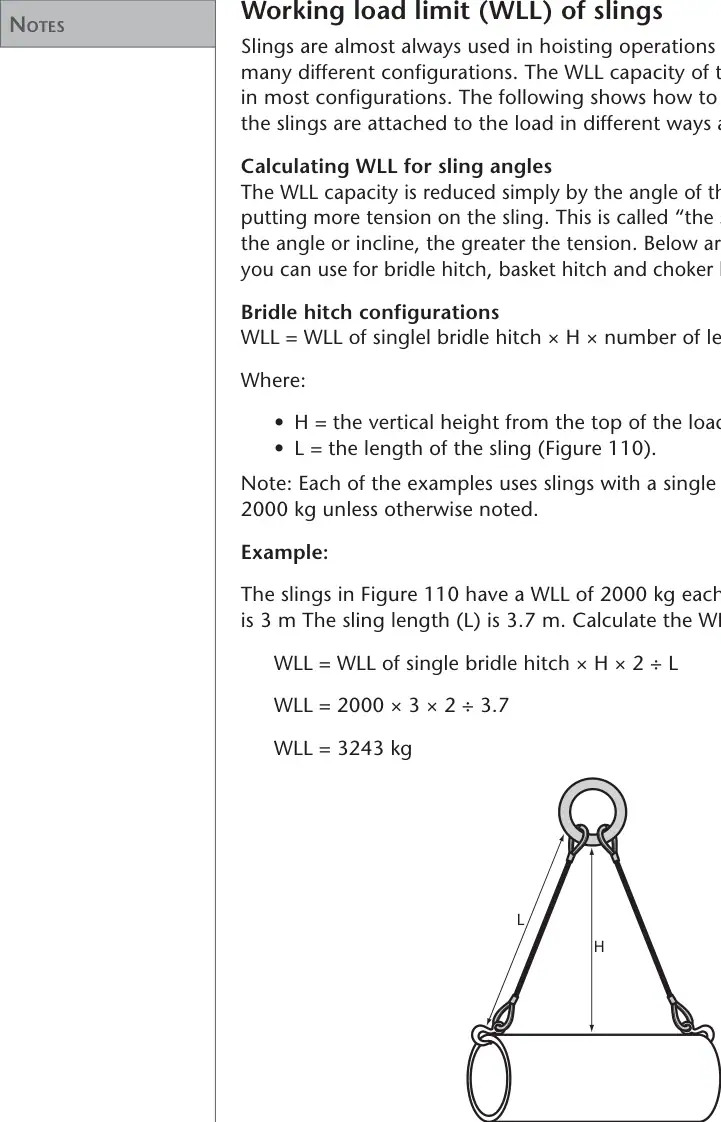 NOTES
Working load limit (WLL) of slings
Slings are almost always used in hoisting operations
many different configurations. The WLL capacity of t
in most configurations. The following shows how to
the slings are attached to the load in different ways a
Calculating WLL for sling angles
The WLL capacity is reduced simply by the angle of th
putting more tension on the sling. This is called “the s
the angle or incline, the greater the tension. Below ar
you can use for bridle hitch, basket hitch and choker h
Bridle hitch configurations
WLL = WLL of singlel bridle hitch × H × number of le
Where:
• H = the vertical height from the top of the load
• L = the length of the sling (Figure 110).
Note: Each of the examples uses slings with a single
2000 kg unless otherwise noted.
Example:
The slings in Figure 110 have a WLL of 2000 kg each
is 3 m The sling length (L) is 3.7 m. Calculate the WL
WLL = WLL of single bridle hitch × H × 2 ÷ L
WLL = 2000 × 3 × 2 ÷ 3.7
WLL = 3243 kg
L
H